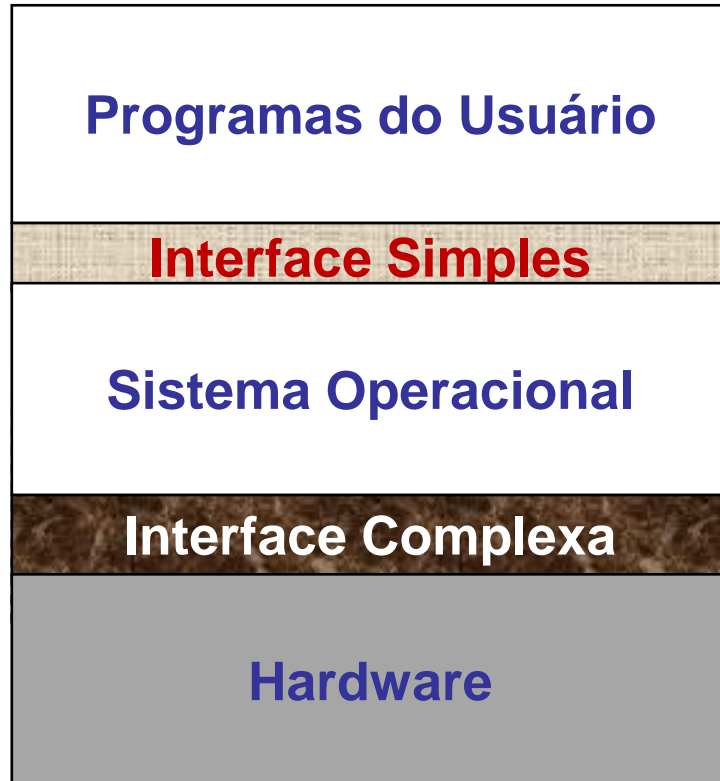 Programas do Usuário
Interface Simples
Sistema Operacional
Interface Complexa
Hardware